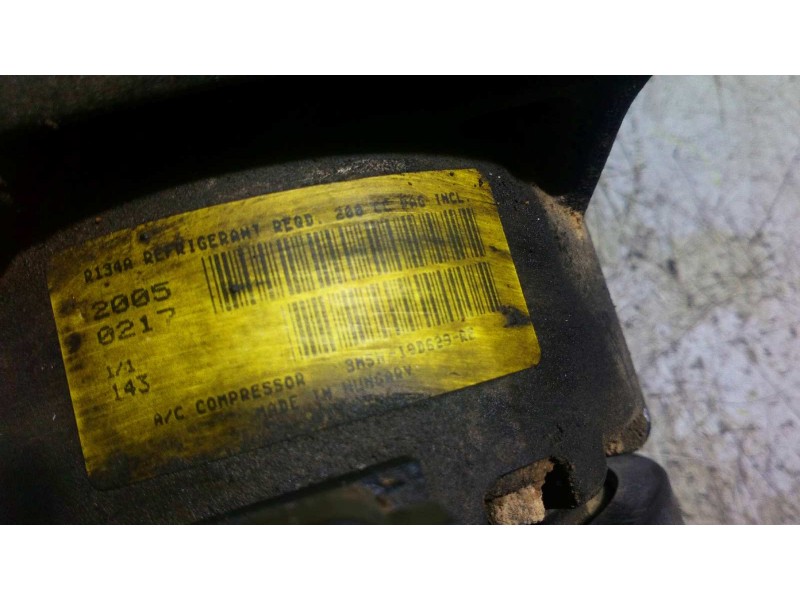 R134A REFRIGERANT REQD. 200 CC PAG INCL.
2005
0217
1/1
143
A/C COMPRESSOR
MADE IN HUNGARY